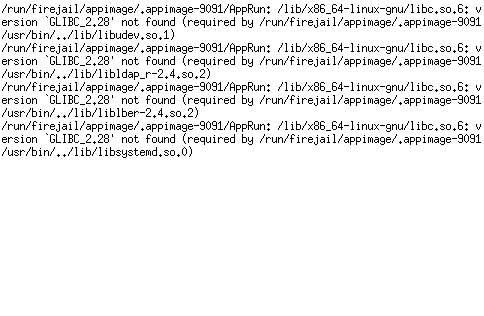 /run/firejail/appimage/.appimage-9091/AppRun: /lib/x86_64-linux-gnu/libc.so.6: v
ersion `GLIBC_2.28' not found (required by /run/firejail/appimage/.appimage-9091
/usr/bin/../lib/libudev.so.1)
/run/firejail/appimage/.appimage-9091/AppRun: /lib/x86_64-linux-gnu/libc.so.6: v
ersion `GLIBC_2.28' not found (required by /run/firejail/appimage/.appimage-9091
/usr/bin/../lib/libldap_r-2.4.so.2)
/run/firejail/appimage/.appimage-9091/AppRun: /lib/x86_64-linux-gnu/libc.so.6: v
ersion `GLIBC_2.28' not found (required by /run/firejail/appimage/.appimage-9091
/usr/bin/../lib/liblber-2.4.so.2)
/run/firejail/appimage/.appimage-9091/AppRun: /lib/x86_64-linux-gnu/libc.so.6: v
ersion `GLIBC_2.28' not found (required by /run/firejail/appimage/.appimage-9091
/usr/bin/../lib/libsystemd.so.0)